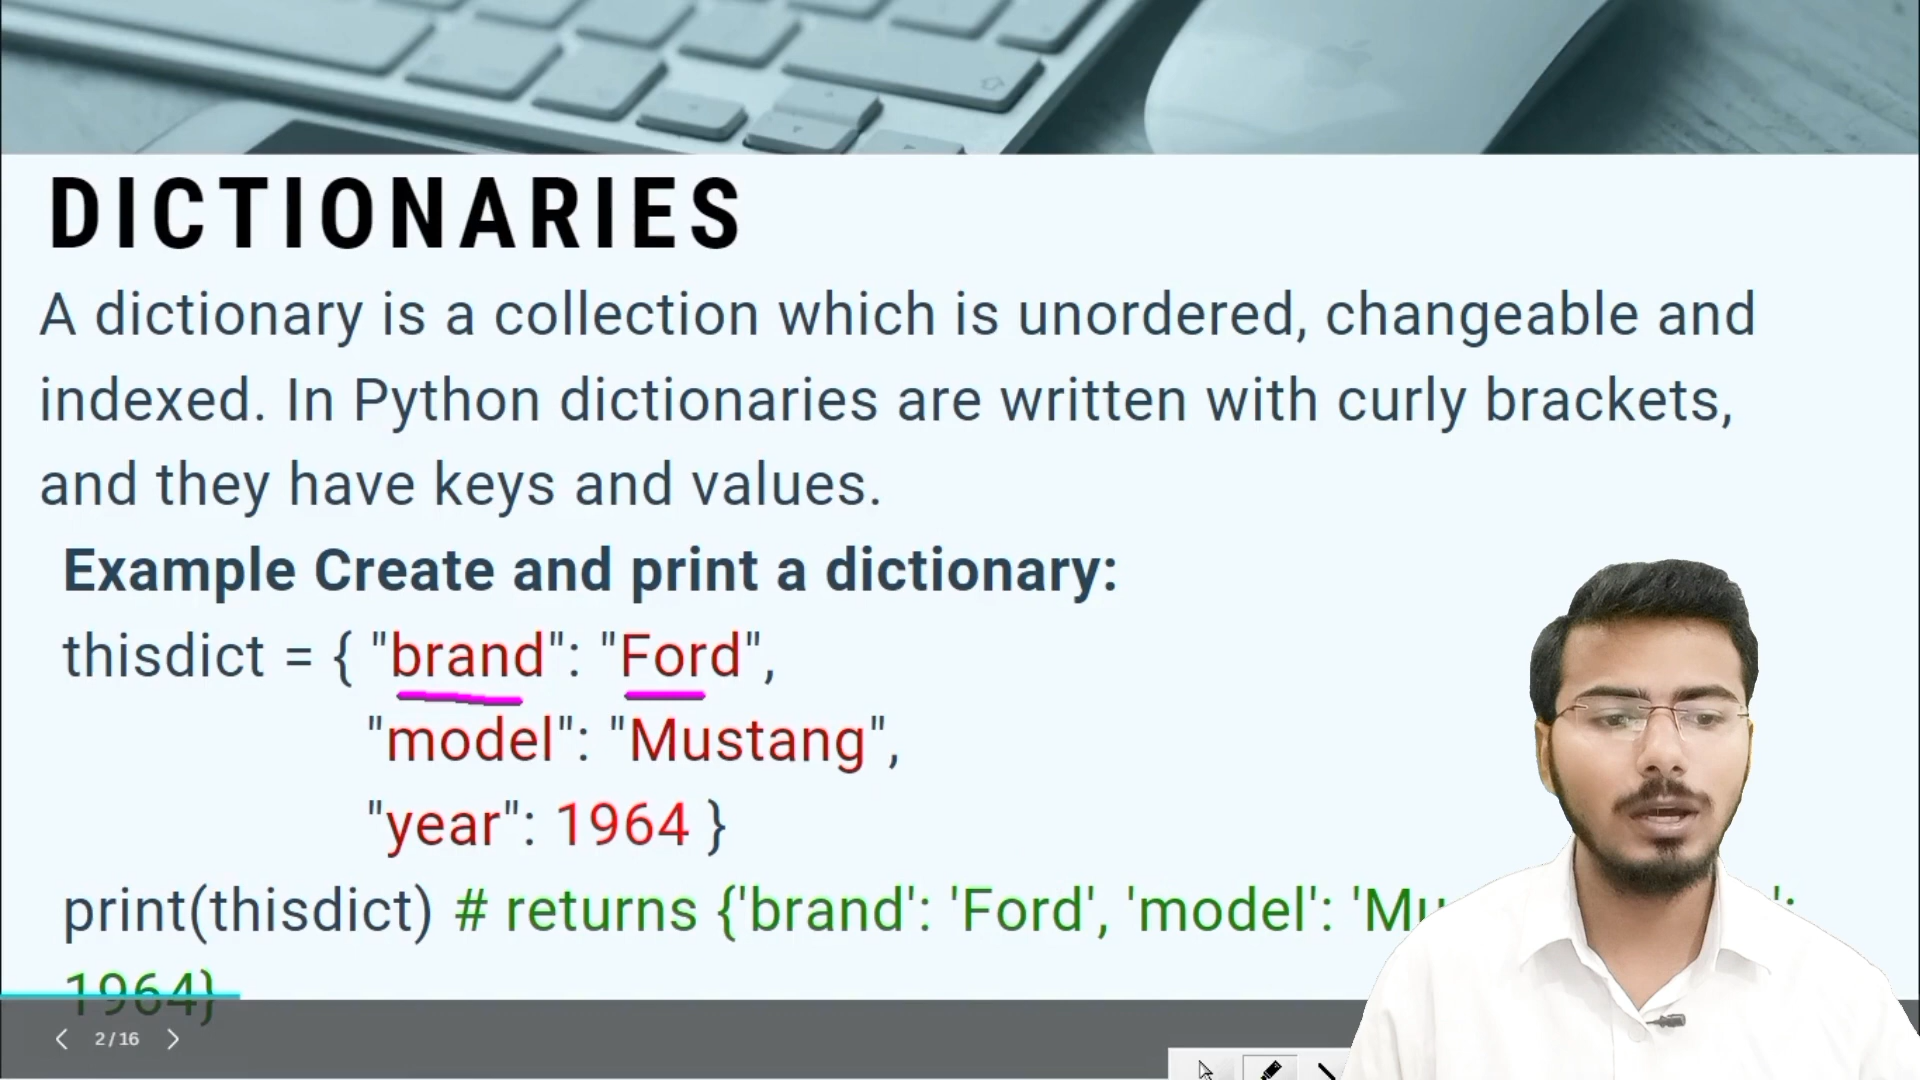 DICTIONARIES
A dictionary is a collection which is unordered, changeable and
indexed. In Python dictionaries are written with curly brackets,
and they have keys and values.
Example Create and print a dictionary:
thisdict = { "brand": "Ford",
"model": "Mustang",
"year": 1964 }
print(thisdict) # returns {'brand': 'Ford', 'model': ':
1964}
2/16